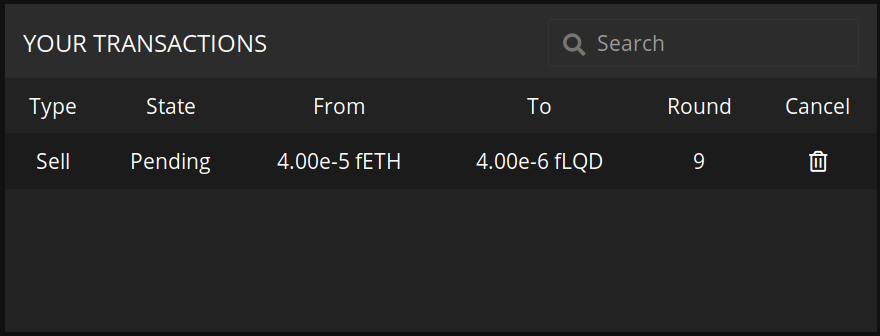 YOUR TRANSACTIONS Search
Type State From To Round Cancel
Sell Pending 4.00e-5 fETH 4.00e-6 fLQD 9